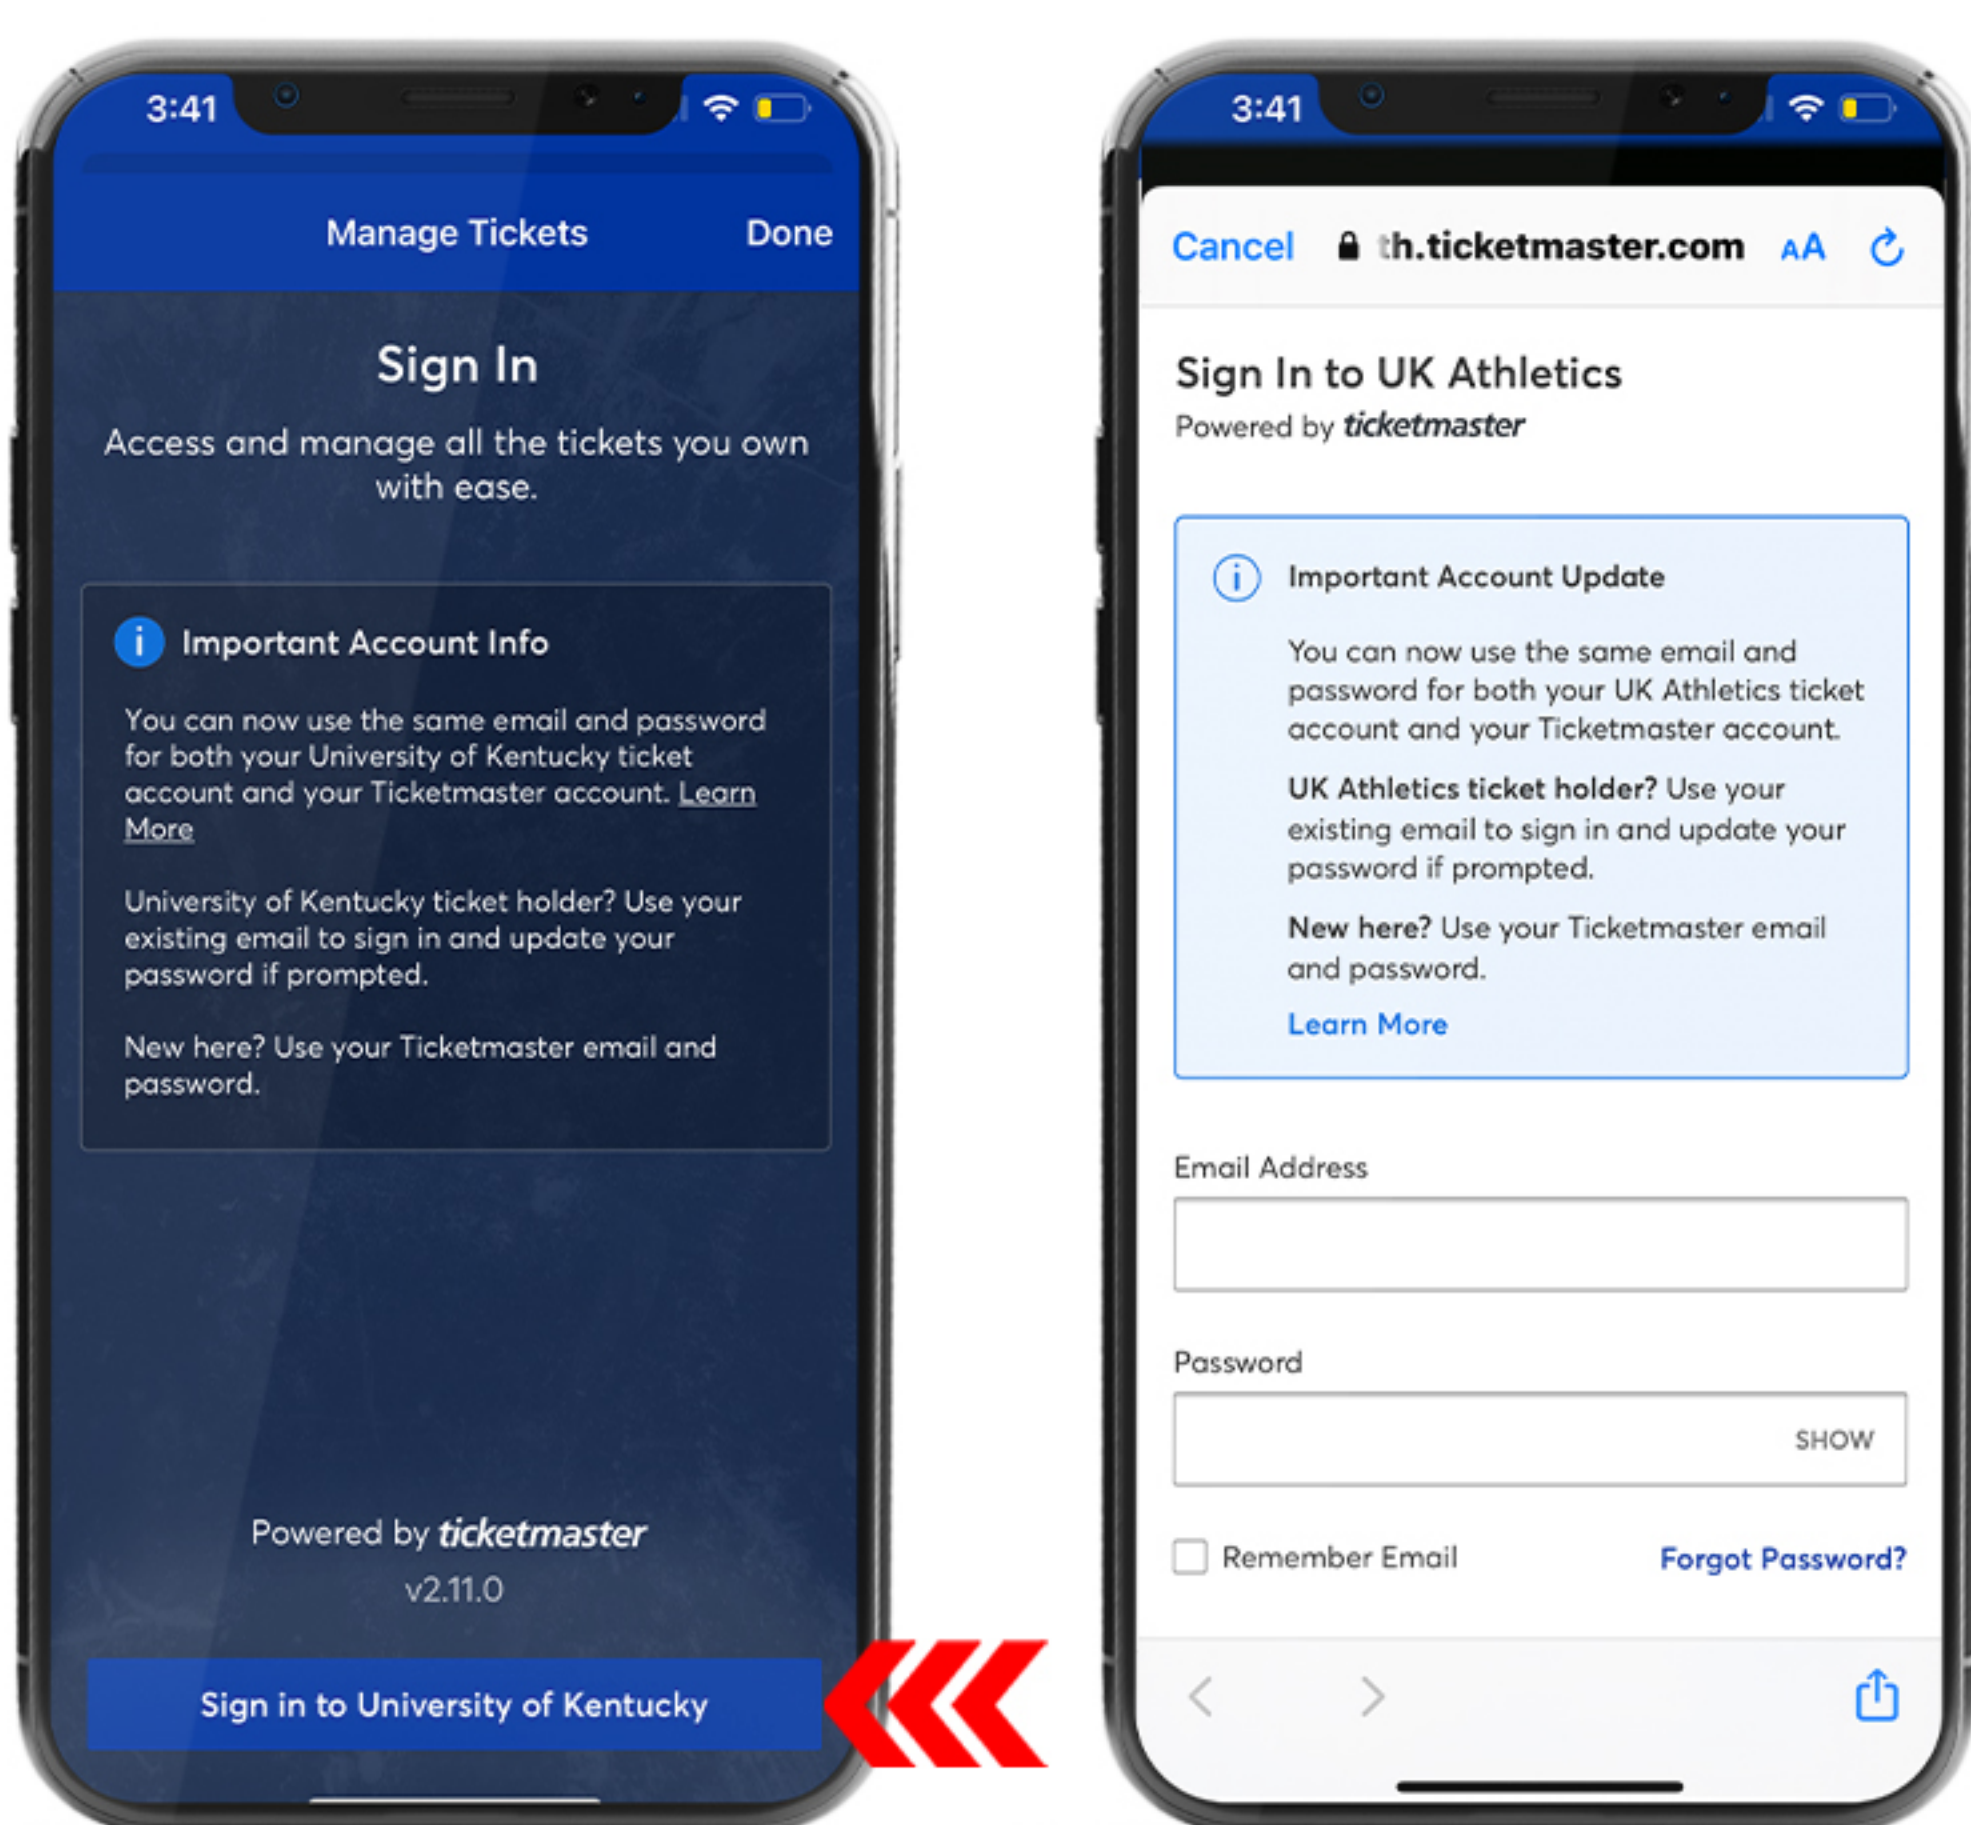 3:41
Manage Tickets
Done
Sign In
Access and manage all the tickets you own
with ease.
Important Account Info
You can now use the same email and password
for both your University of Kentucky ticket
account and your Ticketmaster account. Learn
More
University of Kentucky ticket holder? Use your
existing email to sign in and update your
password if prompted.
New here? Use your Ticketmaster email and
password.
Powered by ticketmaster
v2.11.0
Sign in to University of Kentucky
3:41
Cancel
th.ticketmaster.com
AA
Sign In to UK Athletics
Powered by ticketmaster
Important Account Update
You can now use the same email and
password for both your UK Athletics ticket
account and your Ticketmaster account.
UK Athletics ticket holder? Use your
existing email to sign in and update your
password if prompted.
New here? Use your Ticketmaster email
and password.
Learn More
Email Address
Password
SHOW
Remember Email
Forgot Password?